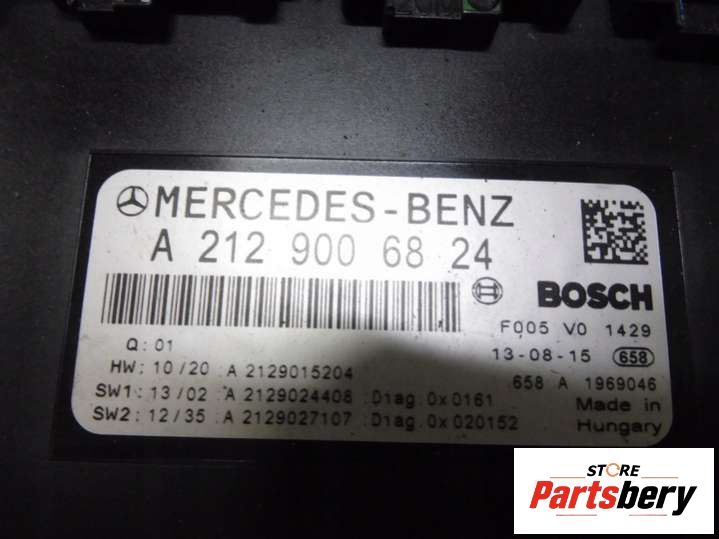 MERCEDES-BENZ
A 212 900 68 24
BOSCH
F005 V0 1429
Q: 01
13-08-15 658
HW: 10/20 :A 2129015204
658 A 1969046
SW1: 13/02 :A 2129024408 :Diag.0x0161
Made in
SW2: 12/35 :A 2129027107 :Diag.0x020152
Hungary
STORE
Partsbery